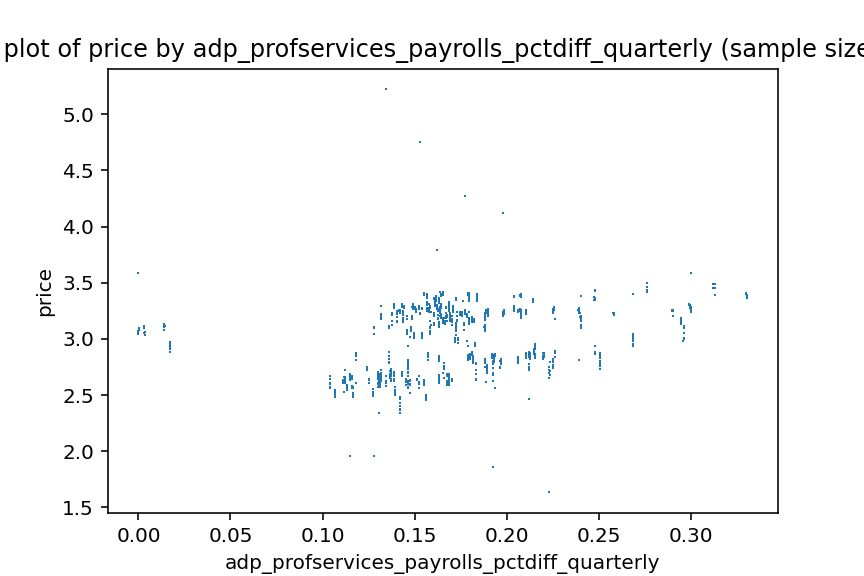 plot of price by adp_profservices_payrolls_pctdiff_quarterly (sample size
5.0
4.5
4.0
3.5
3.0
2.5
2.0
1.5
price
0.00 0.05 0.10 0.15 0.20 0.25 0.30
adp_profservices_payrolls_pctdiff_quarterly